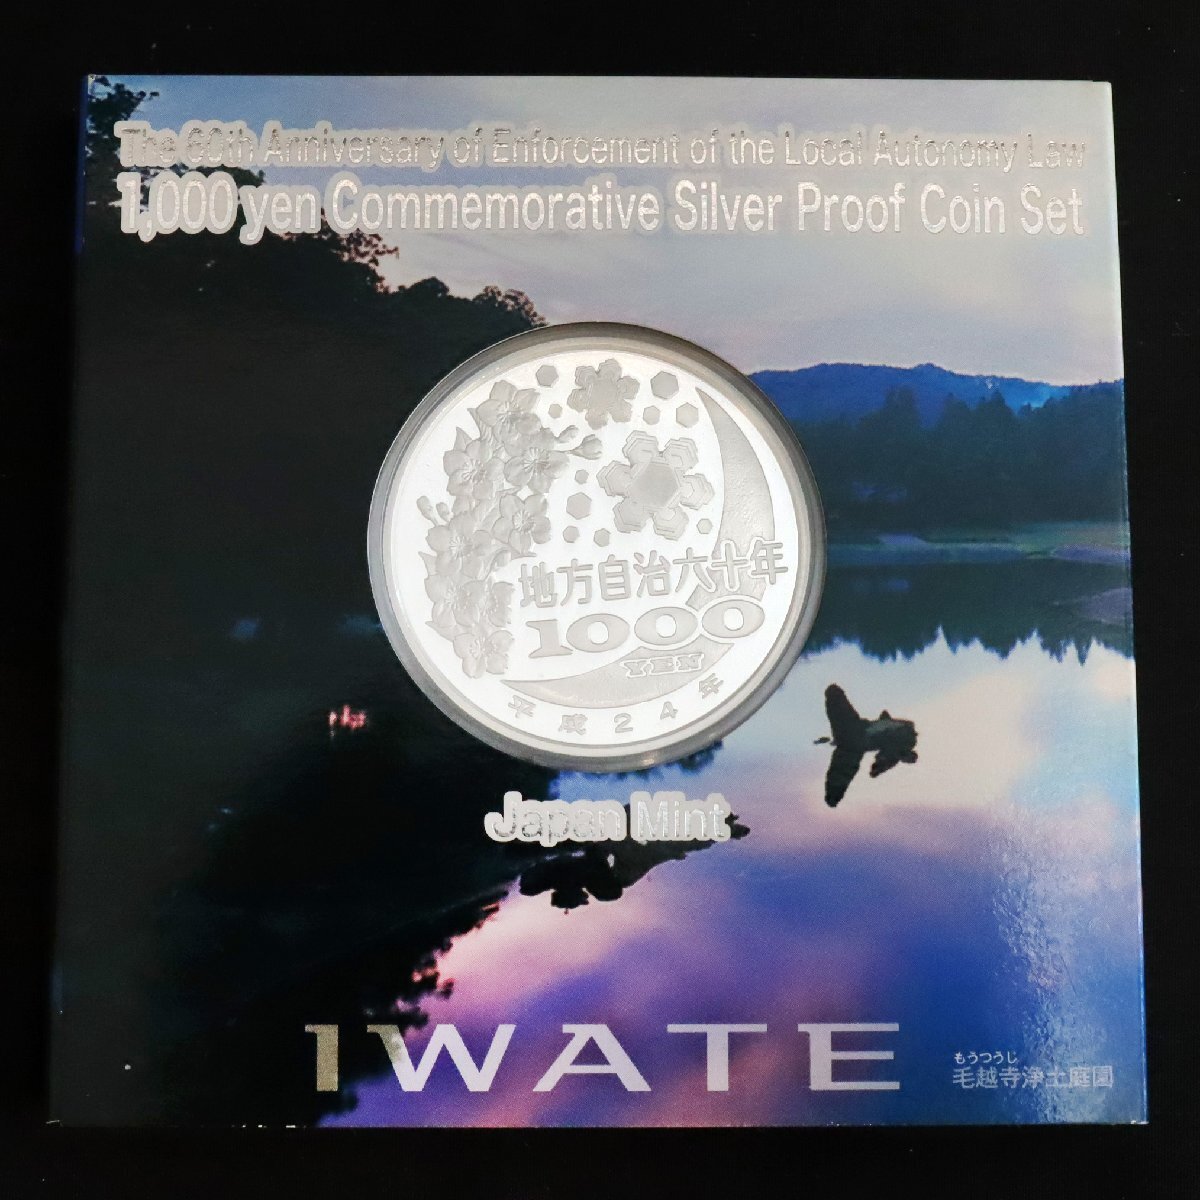 The 60th Anniversary of Enforcement of the Local Autonomy Law
1,000 yen Commemorative Silver Proof Coin Set
地方自治六十年
1000
YEN
平成24年
Japan Mint
IWATE
もうつうじ
毛越寺浄土庭園